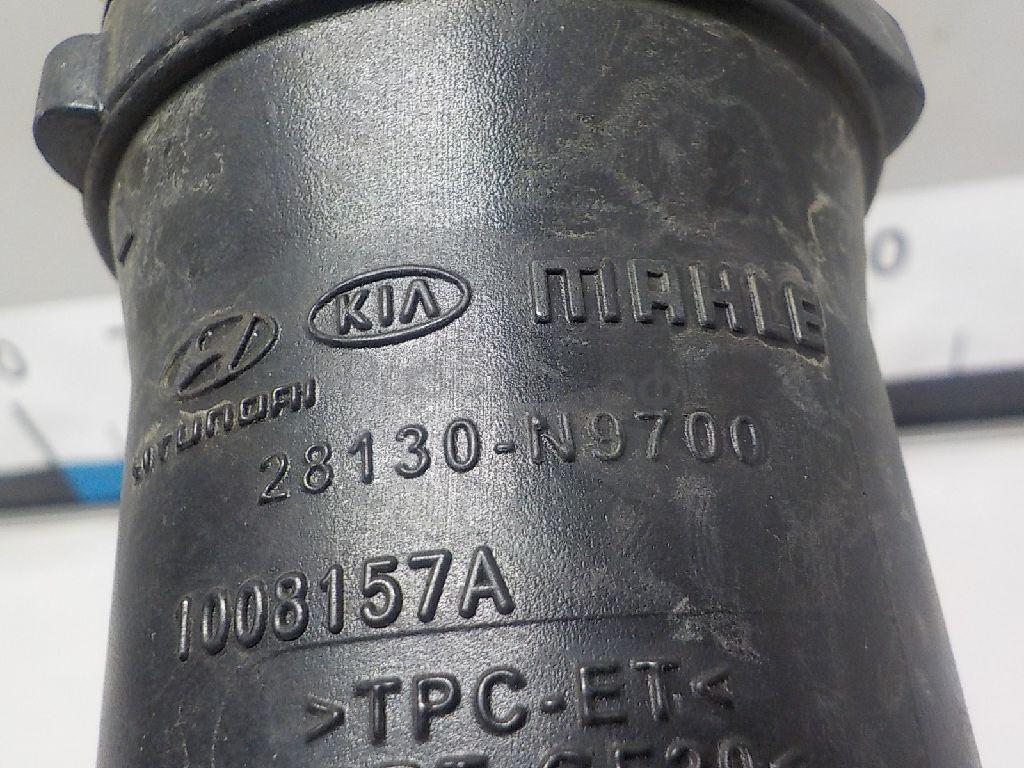 KIA MAHLE
HYUNDAI
28130-N9700
1008157A
>TPC-ET<